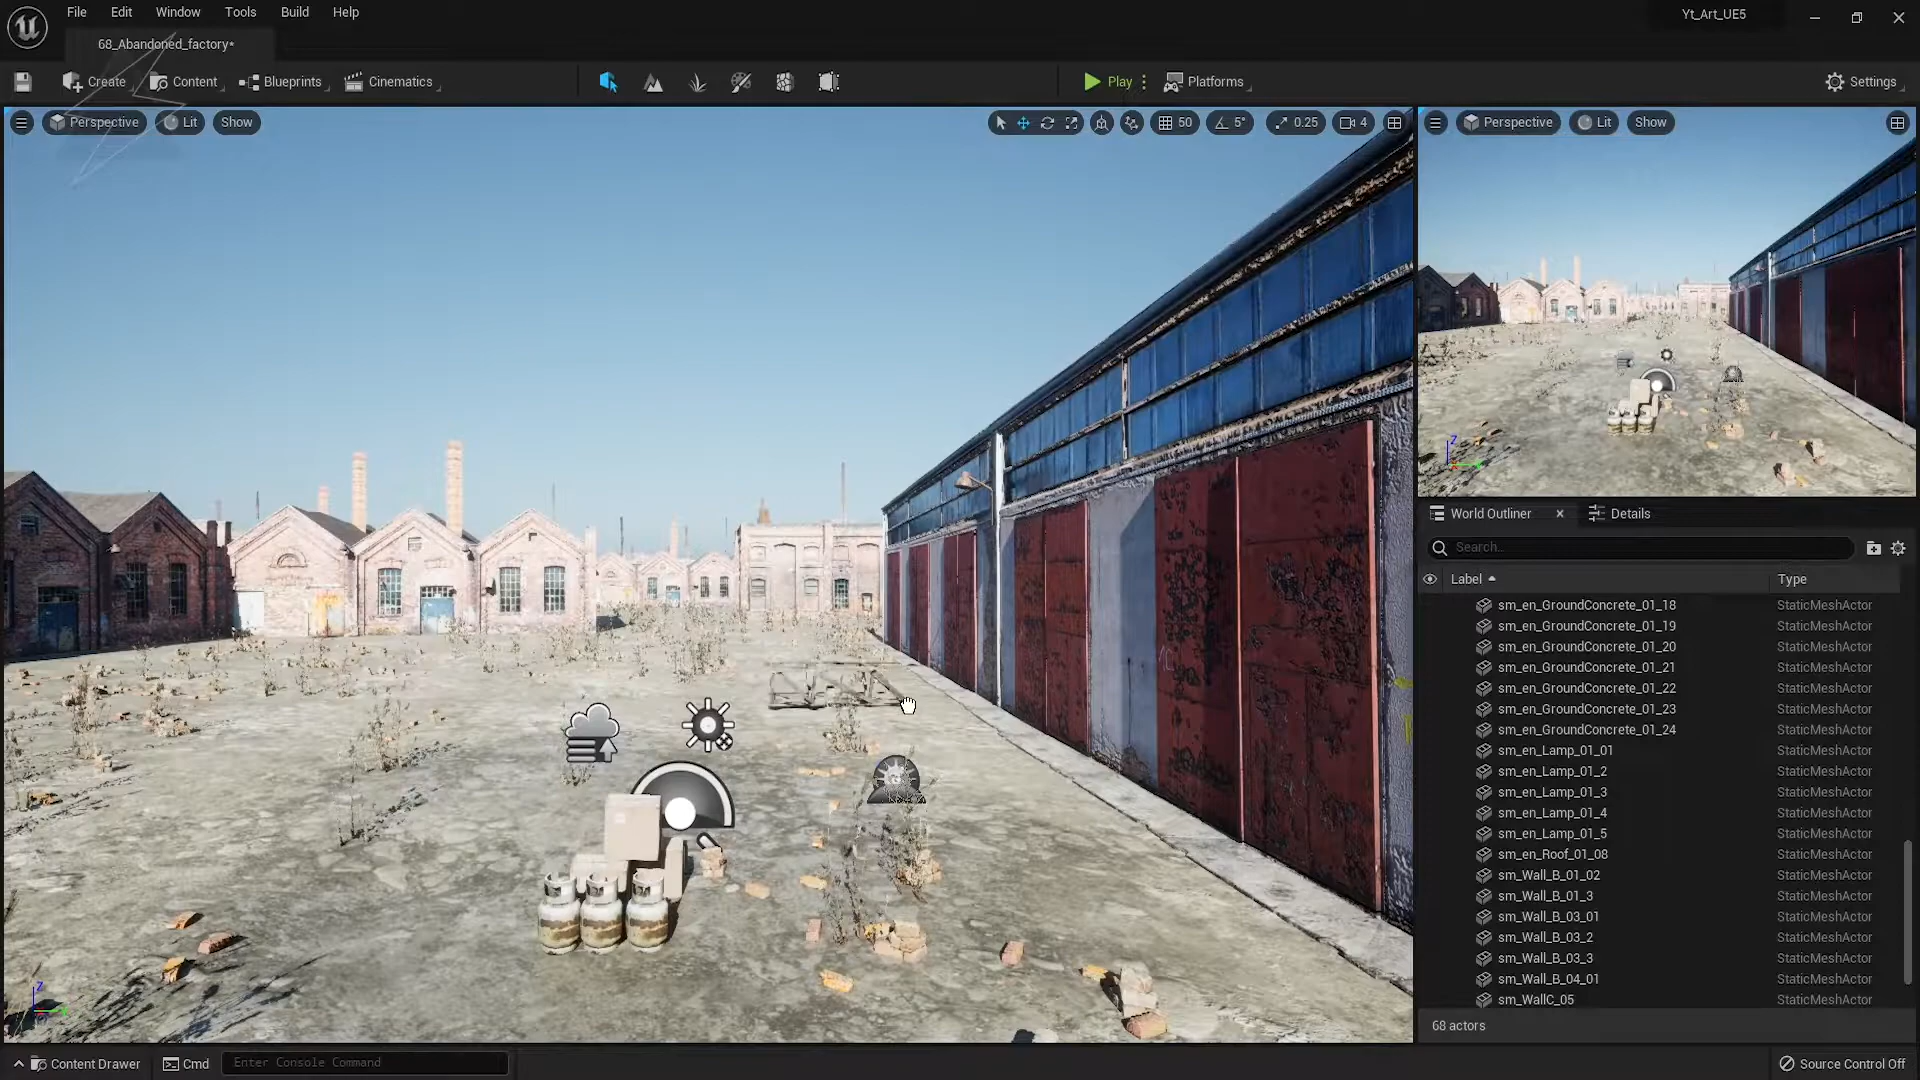 File Edit Window Tools Build Help
Yt_Art_UE5
68_Abandoned_factory*
Create Content Blueprints Cinematics Play Platforms Settings
Perspective Lit Show 50 5° 0.25 4
Perspective Lit Show
World Outliner Details
Search...
Label Type
sm_en_GroundConcrete_01_18 StaticMeshActor
sm_en_GroundConcrete_01_19 StaticMeshActor
sm_en_GroundConcrete_01_20 StaticMeshActor
sm_en_GroundConcrete_01_21 StaticMeshActor
sm_en_GroundConcrete_01_22 StaticMeshActor
sm_en_GroundConcrete_01_23 StaticMeshActor
sm_en_GroundConcrete_01_24 StaticMeshActor
sm_en_Lamp_01_01 StaticMeshActor
sm_en_Lamp_01_2 StaticMeshActor
sm_en_Lamp_01_3 StaticMeshActor
sm_en_Lamp_01_4 StaticMeshActor
sm_en_Lamp_01_5 StaticMeshActor
sm_en_Roof_01_08 StaticMeshActor
sm_Wall_B_01_02 StaticMeshActor
sm_Wall_B_01_3 StaticMeshActor
sm_Wall_B_03_01 StaticMeshActor
sm_Wall_B_03_2 StaticMeshActor
sm_Wall_B_03_3 StaticMeshActor
sm_Wall_B_04_01 StaticMeshActor
sm_WallC_05 StaticMeshActor
68 actors
Z
Z
Content Drawer Cmd Enter Console Command Source Control Off